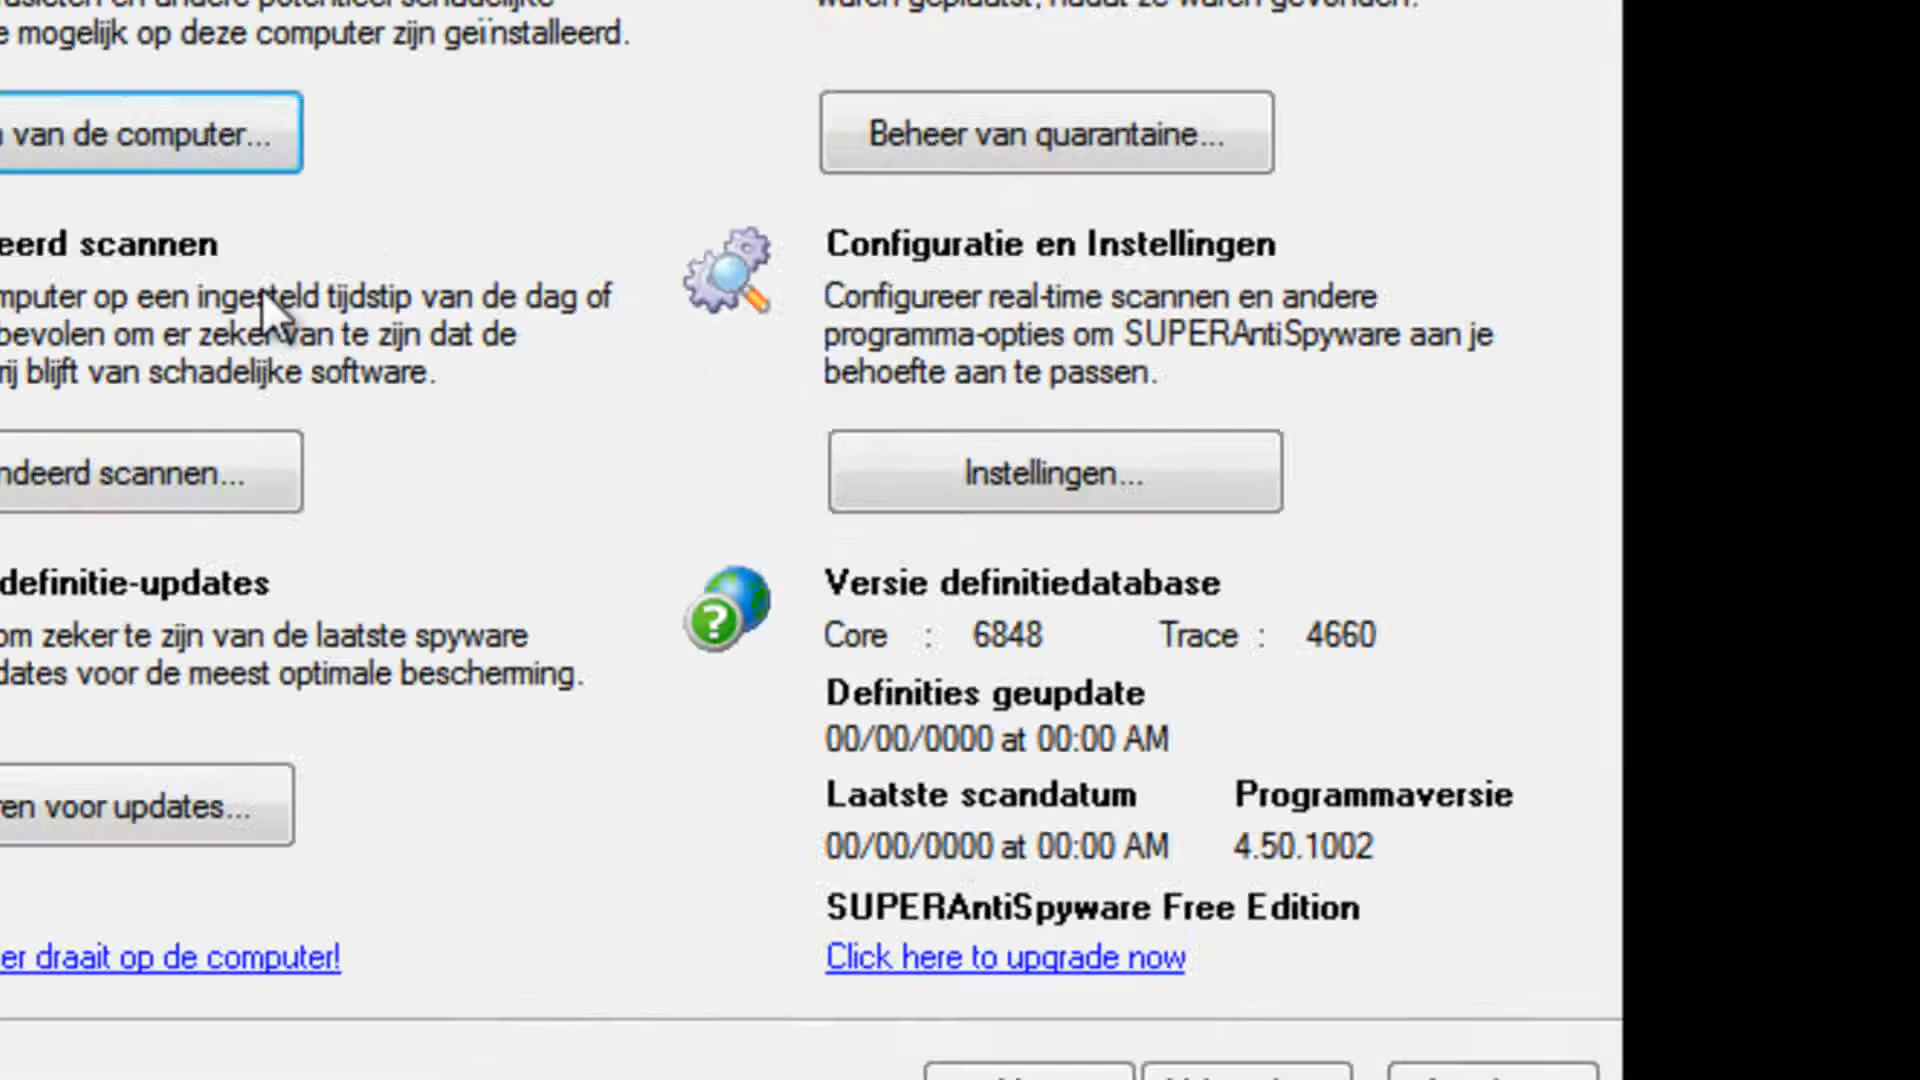 e mogelijk op deze computer zijn geïnstalleerd.
van de computer...
Beheer van quarantaine...
eerd scannen
mputer op een ingesteld tijdstip van de dag of
bevolen om er zeker van te zijn dat de
rij blijft van schadelijke software.
Configuratie en Instellingen
Configureer real-time scannen en andere
programma-opties om SUPERAntiSpyware aan je
behoefte aan te passen.
ndeerd scannen...
Instellingen...
definitie-updates
om zeker te zijn van de laatste spyware
dates voor de meest optimale bescherming.
ren voor updates...
Versie definitiedatabase
Core : 6848 Trace : 4660
Definities geupdate
00/00/0000 at 00:00 AM
Laatste scandatum Programmaversie
00/00/0000 at 00:00 AM 4.50.1002
SUPERAntiSpyware Free Edition
er draait op de computer!
Click here to upgrade now